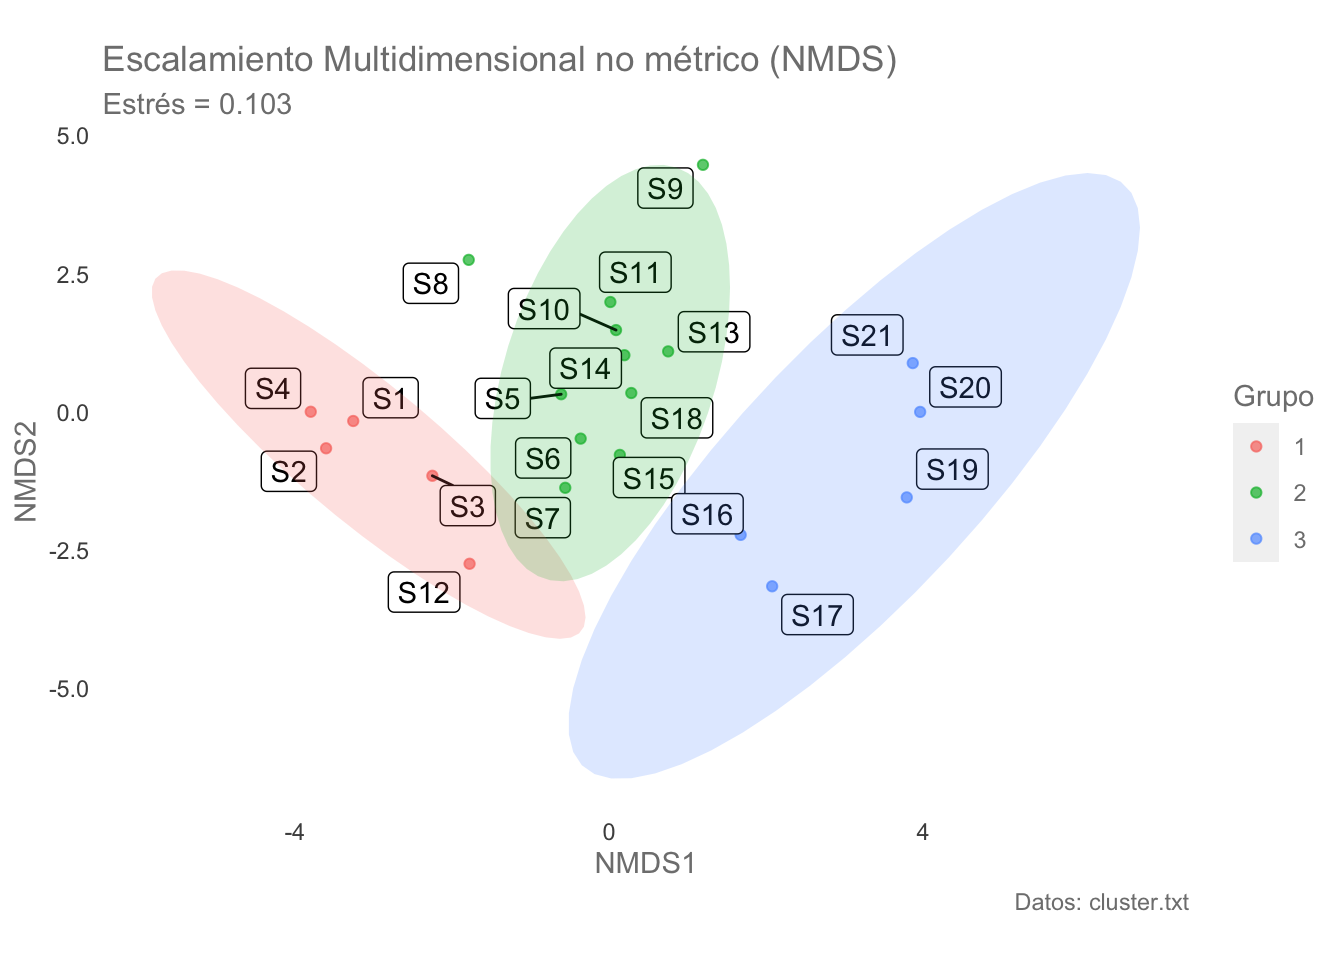 Escalamiento Multidimensional no métrico (NMDS)
Estrés = 0.103
5.0
2.5
0.0
-2.5
-5.0
NMDS2
S9
S11
S8
S10
S13
S21
S14
S4
S1
S5
S20
S18
S6
S2
S15
S19
S3
S7
S16
S12
S17
-4
0
4
NMDS1
Grupo
1
2
3
Datos: cluster.txt